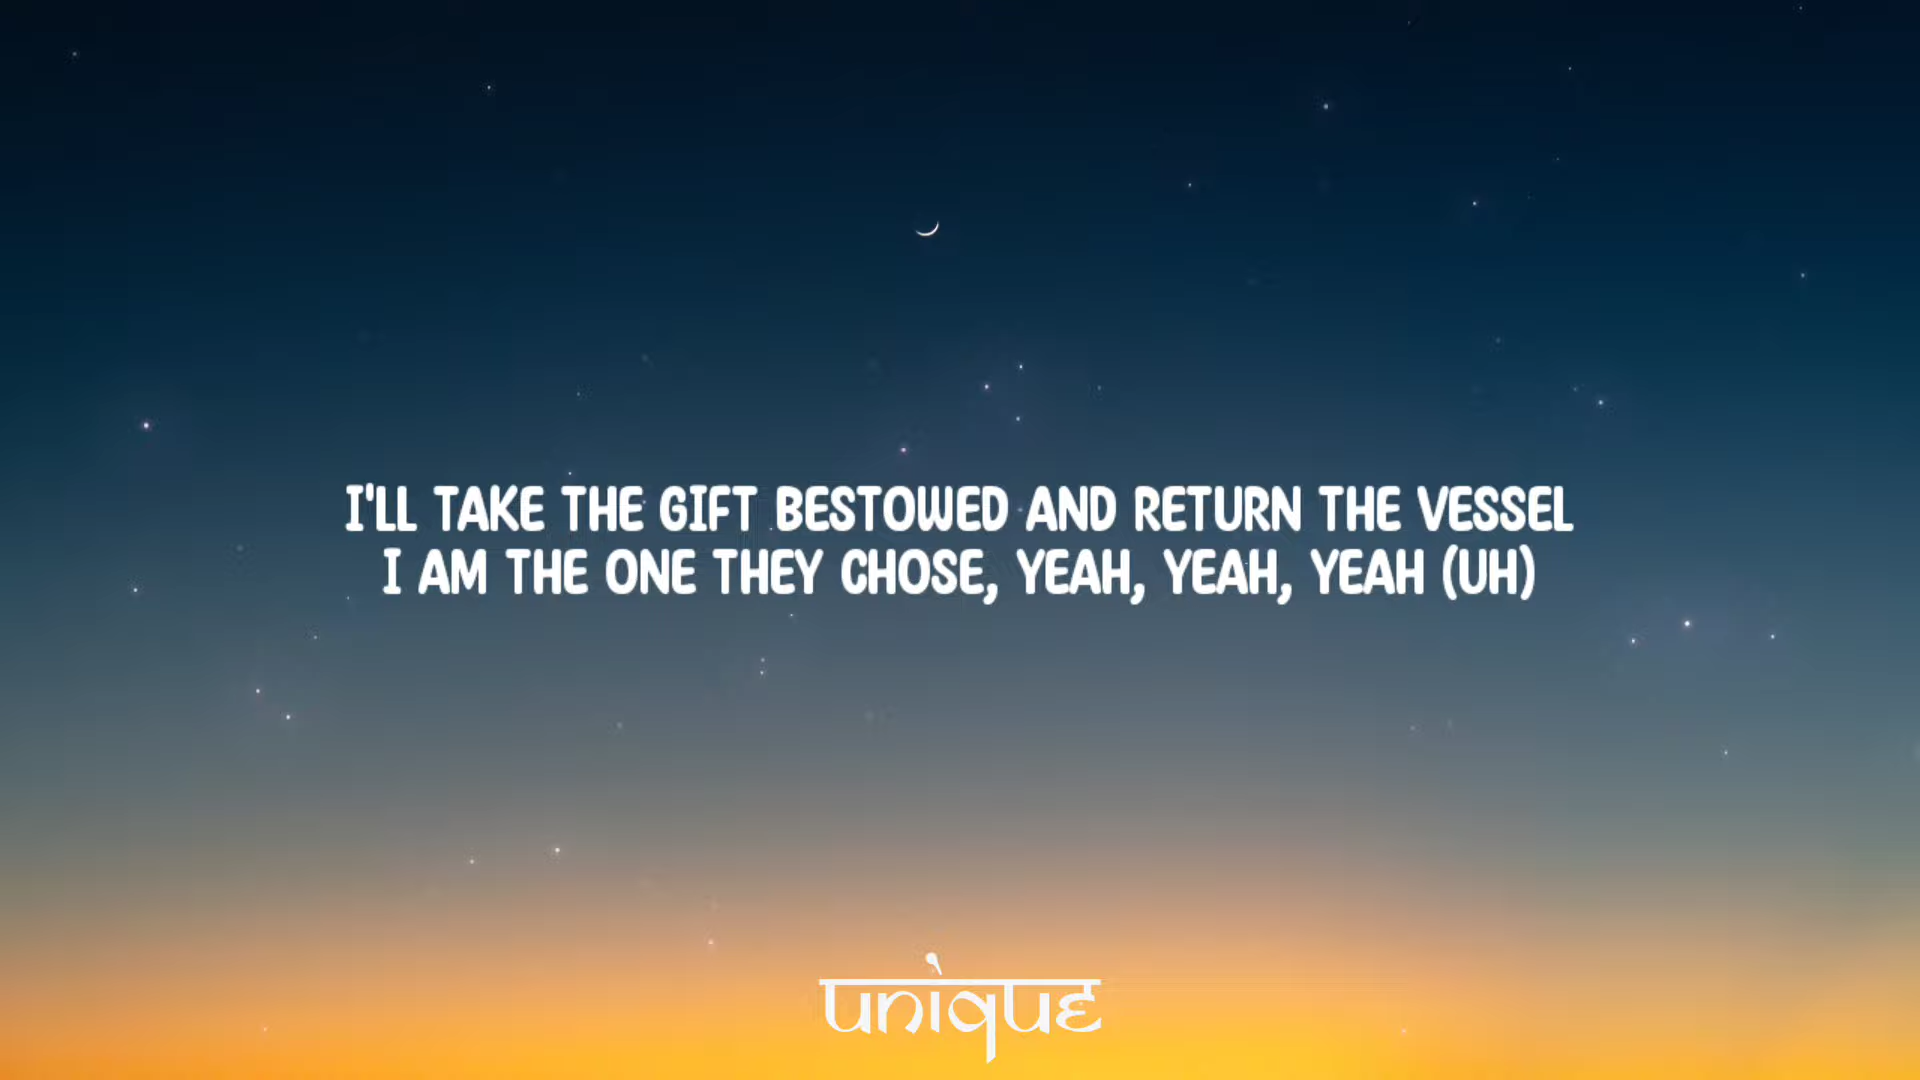 I'LL TAKE THE GIFT BESTOWED AND RETURN THE VESSEL
I AM THE ONE THEY CHOSE, YEAH, YEAH, YEAH (UH)
unique